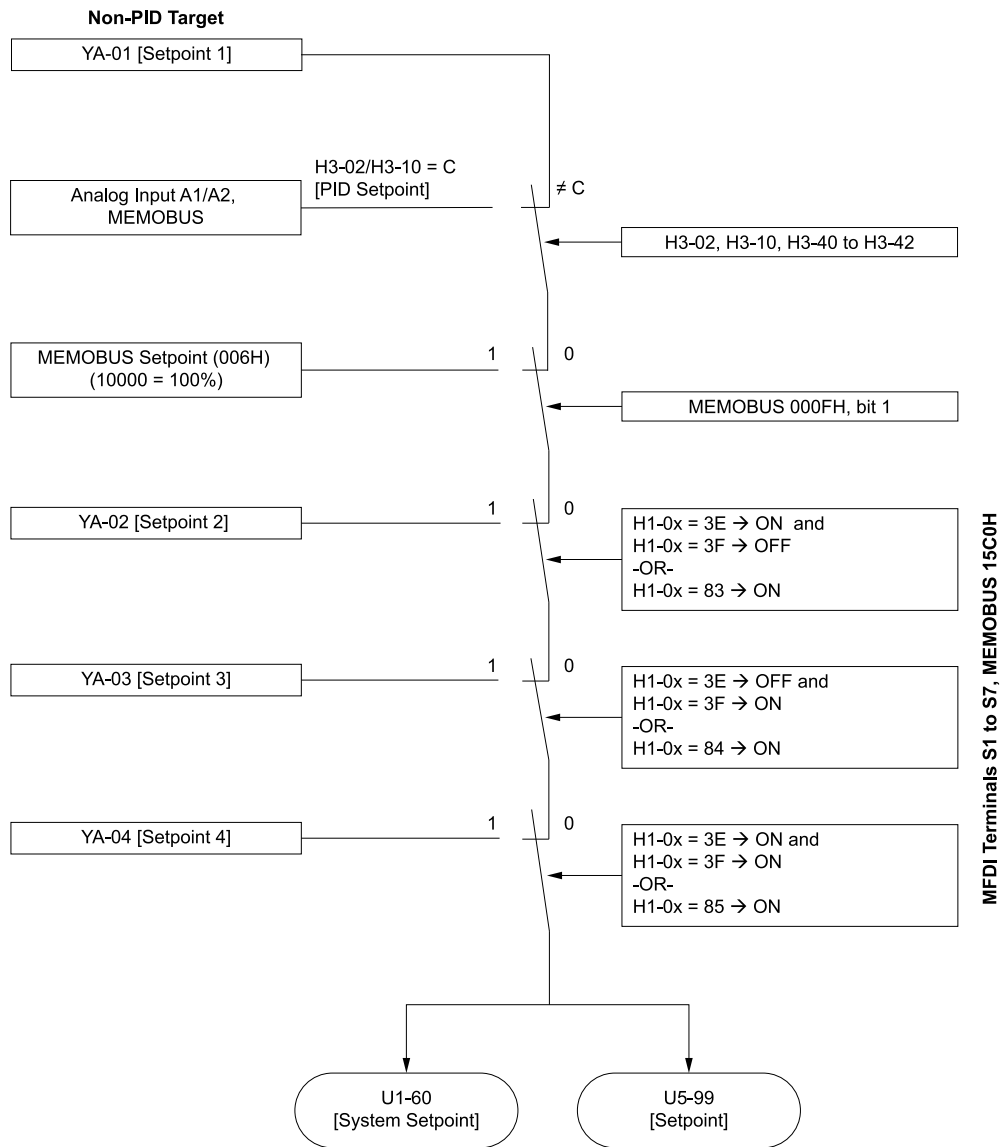 Non-PID Target
YA-01 [Setpoint 1]
H3-02/H3-10 = C
[PID Setpoint]
≠ C
Analog Input A1/A2,
MEMOBUS
H3-02, H3-10, H3-40 to H3-42
MEMOBUS Setpoint (006H)
(10000 = 100%)
1
0
MEMOBUS 000FH, bit 1
YA-02 [Setpoint 2]
1
0
H1-0x = 3E → ON and
H1-0x = 3F → OFF
-OR-
H1-0x = 83 → ON
YA-03 [Setpoint 3]
1
0
H1-0x = 3E → OFF and
H1-0x = 3F → ON
-OR-
H1-0x = 84 → ON
YA-04 [Setpoint 4]
1
0
H1-0x = 3E → ON and
H1-0x = 3F → ON
-OR-
H1-0x = 85 → ON
MFDI Terminals S1 to S7, MEMOBUS 15C0H
U1-60
[System Setpoint]
U5-99
[Setpoint]